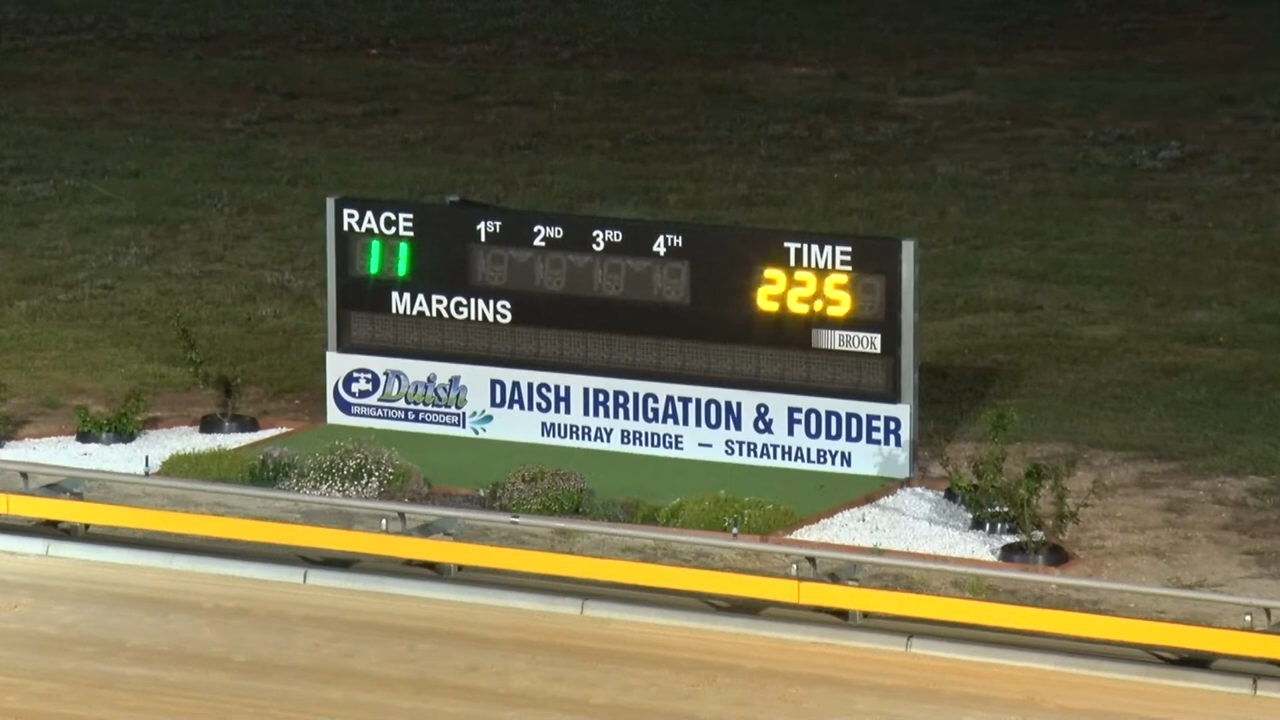 RACE 1ST 2ND 3RD 4TH TIME
11 22.5
MARGINS
BROOK
Daish
IRRIGATION & FODDER
DAISH IRRIGATION & FODDER
MURRAY BRIDGE — STRATHALBYN